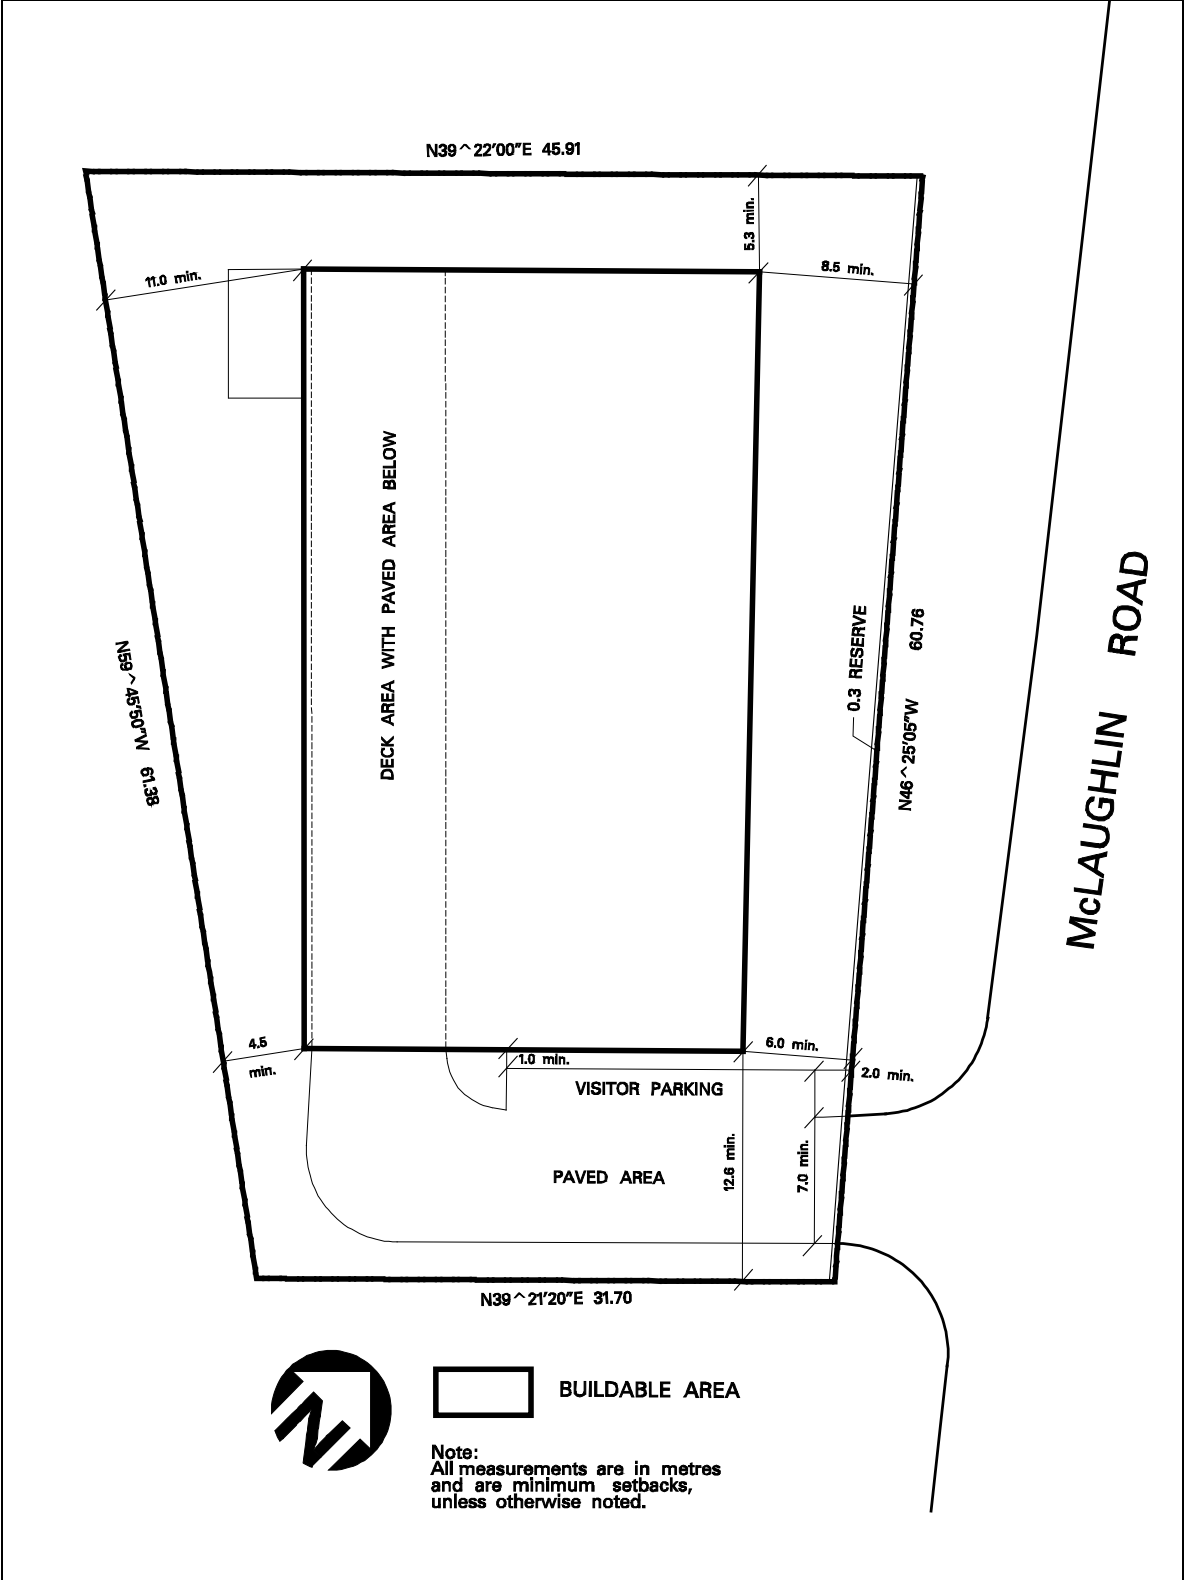 N39^22'00"E 45.91
5.3 min.
11.0 min.
8.5 min.
DECK AREA WITH PAVED AREA BELOW
0.3 RESERVE
N46^25'05"W 60.76
McLAUGHLIN ROAD
N59^45'50"W 61.38
4.5
min.
1.0 min.
6.0 min.
2.0 min.
VISITOR PARKING
12.6 min.
7.0 min.
PAVED AREA
N39^21'20"E 31.70
N
BUILDABLE AREA
Note:
All measurements are in metres
and are minimum setbacks,
unless otherwise noted.